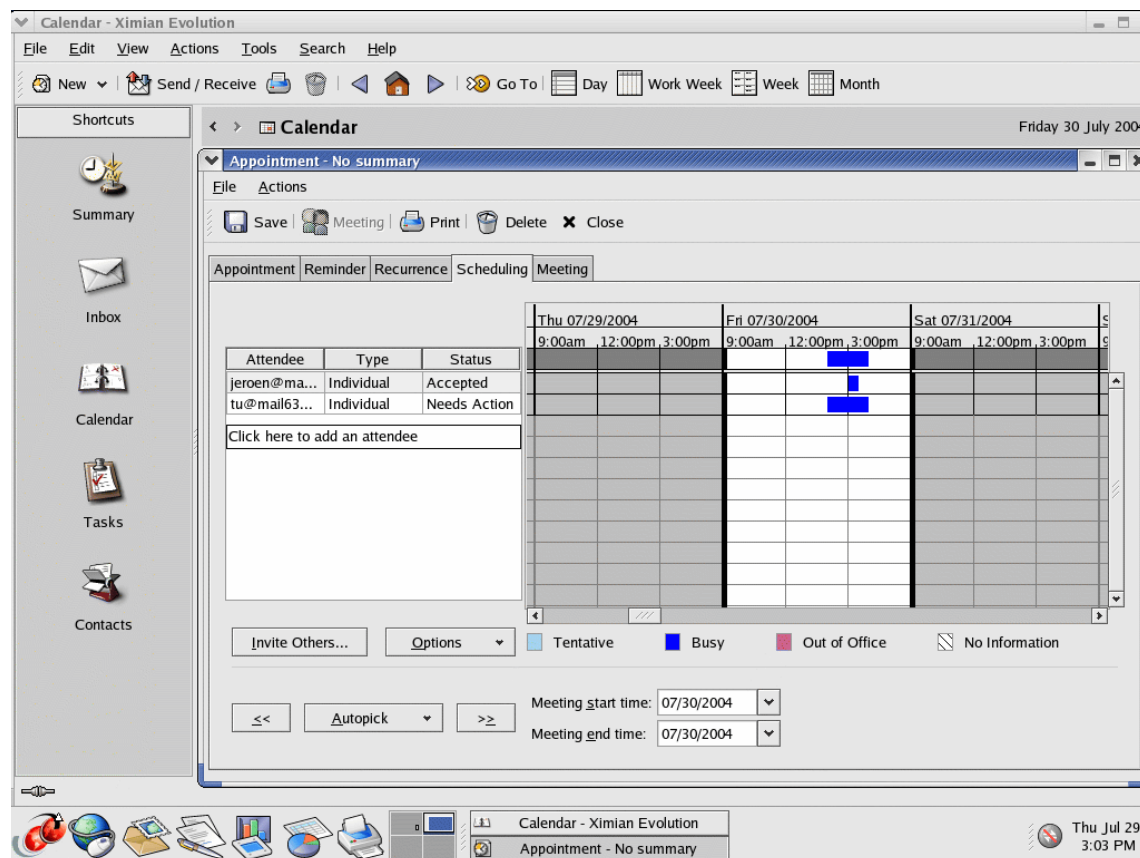 Calendar - Ximian Evolution
File Edit View Actions Tools Search Help
New Send / Receive Go To Day Work Week Week Month
Shortcuts
Calendar
Friday 30 July 200
Appointment - No summary
File Actions
Save Meeting Print Delete Close
Appointment Reminder Recurrence Scheduling Meeting
Summary
Inbox
Calendar
Tasks
Contacts
Thu 07/29/2004 Fri 07/30/2004 Sat 07/31/2004
9:00am 12:00pm 3:00pm 9:00am 12:00pm 3:00pm 9:00am 12:00pm 3:00pm
Attendee Type Status
jeroen@ma... Individual Accepted
tu@mail63... Individual Needs Action
Click here to add an attendee
Invite Others... Options
Tentative Busy Out of Office No Information
<< Autopick >>
Meeting start time: 07/30/2004
Meeting end time: 07/30/2004
Calendar - Ximian Evolution
Appointment - No summary
Thu Jul 29
3:03 PM